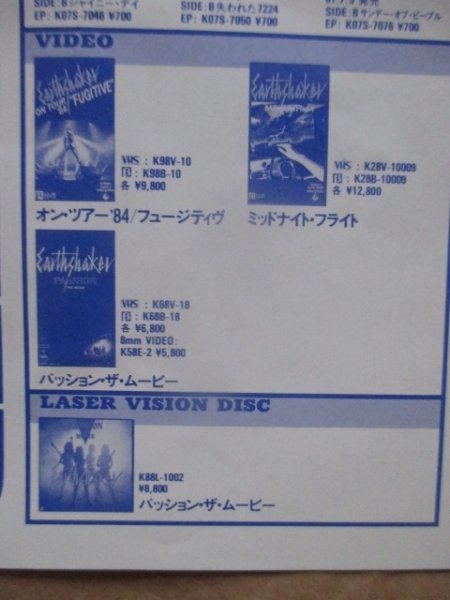 SIDE:B シャイニー・デイ
EP: K07S-7046 ¥700
SIDE:B 失われた7224
EP: K07S-7050 ¥700
SIDE:B サンデー・オブ・ピープル
EP: K07S-7076 ¥700
VIDEO
Earthshaker
ON TOUR '84 "FUGITIVE"
VHS : K98V-10
: K98B-10
各 ¥9,800
オン・ツアー'84/フュージティヴ
Earthshaker
VHS : K28V-10009
: K28B-10009
各 ¥12,800
ミッドナイト・フライト
Earthshaker
PASSION
VHS : K68V-18
: K68B-18
各 ¥6,800
8mm VIDEO:
K58E-2 ¥5,800
パッション・ザ・ムービー
LASER VISION DISC
K88L-1002
¥8,800
パッション・ザ・ムービー